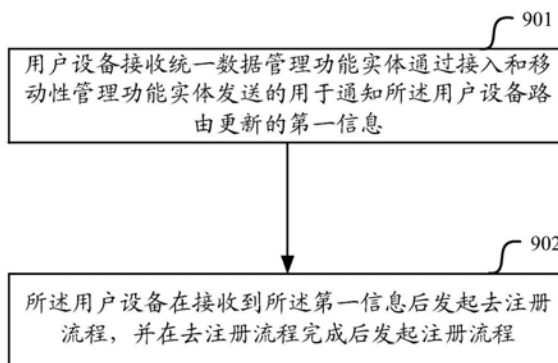 901
用户设备接收统一数据管理功能实体通过接入和移
动性管理功能实体发送的用于通知所述用户设备路
由更新的第一信息
902
所述用户设备在接收到所述第一信息后发起去注册
流程，并在去注册流程完成后发起注册流程